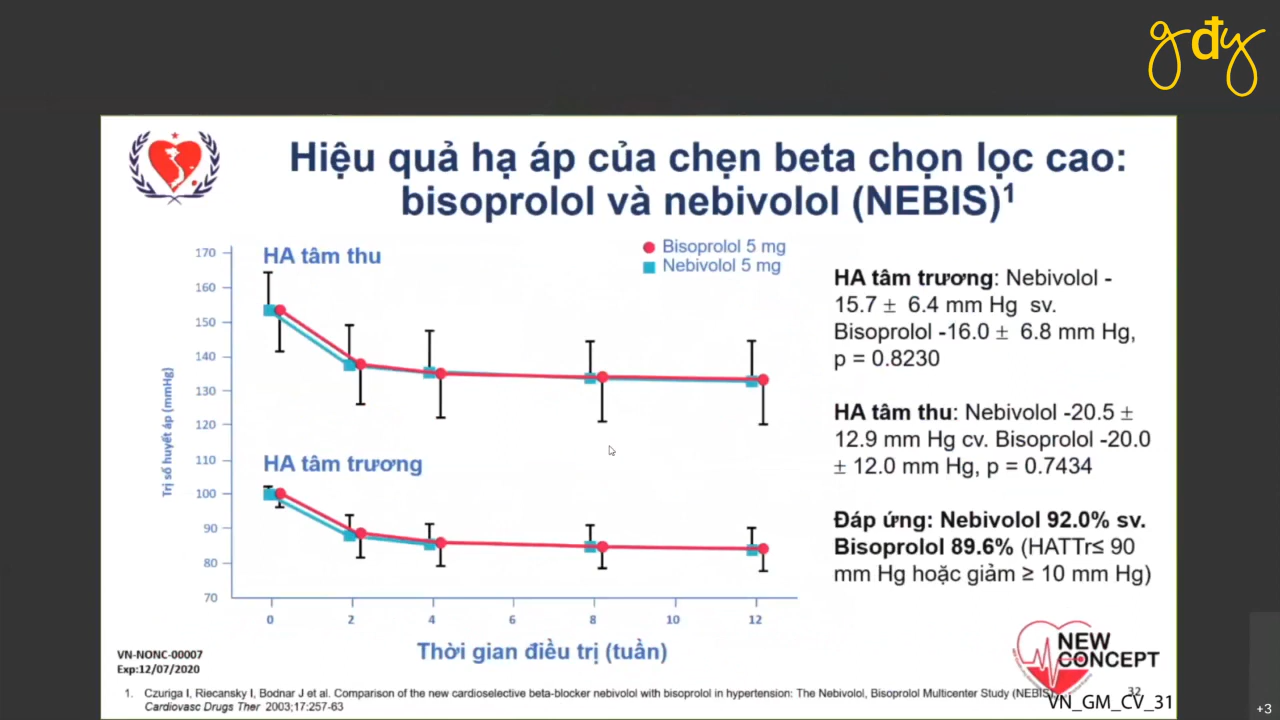 gđy
Hiệu quả hạ áp của chẹn beta chọn lọc cao:
bisoprolol và nebivolol (NEBIS)¹
HA tâm thu
Bisoprolol 5 mg
Nebivolol 5 mg
170
160
150
140
130
120
110
100
90
80
70
Trị số huyết áp (mmHg)
HA tâm trương
0 2 4 6 8 10 12
Thời gian điều trị (tuần)
HA tâm trương: Nebivolol -
15.7 ± 6.4 mm Hg sv.
Bisoprolol -16.0 ± 6.8 mm Hg,
p = 0.8230
HA tâm thu: Nebivolol -20.5 ±
12.9 mm Hg cv. Bisoprolol -20.0
± 12.0 mm Hg, p = 0.7434
Đáp ứng: Nebivolol 92.0% sv.
Bisoprolol 89.6% (HATTr≤ 90
mm Hg hoặc giảm ≥ 10 mm Hg)
VN-NONC-00007
Exp:12/07/2020
NEW
CONCEPT
1. Czuriga I, Riecansky I, Bodnar J et al. Comparison of the new cardioselective beta-blocker nebivolol with bisoprolol in hypertension: The Nebivolol, Bisoprolol Multicenter Study (NEBIS).
Cardiovasc Drugs Ther 2003;17:257-63
32
VN_GM_CV_31
+3